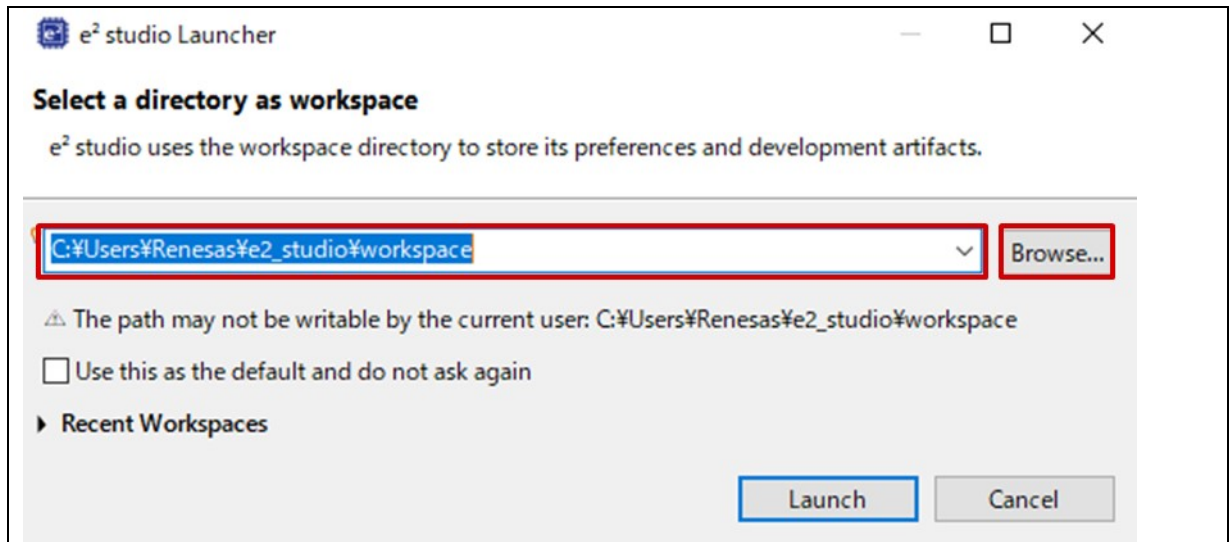 e² studio Launcher
Select a directory as workspace
e² studio uses the workspace directory to store its preferences and development artifacts.
C:¥Users¥Renesas¥e2_studio¥workspace
Browse...
The path may not be writable by the current user: C:¥Users¥Renesas¥e2_studio¥workspace
Use this as the default and do not ask again
Recent Workspaces
Launch
Cancel